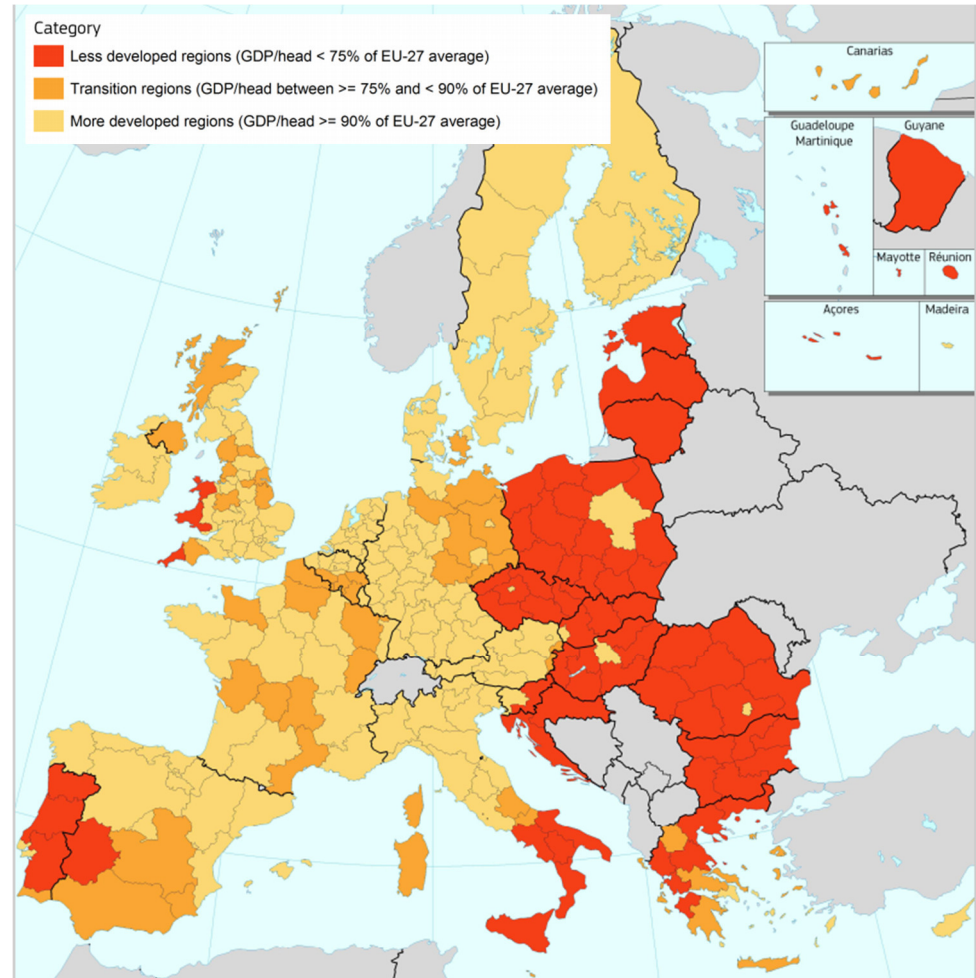 Category
Less developed regions (GDP/head < 75% of EU-27 average)
Transition regions (GDP/head between >= 75% and < 90% of EU-27 average)
More developed regions (GDP/head >= 90% of EU-27 average)
Canarias
Guadeloupe
Martinique
Guyane
Mayotte
Réunion
Açores
Madeira